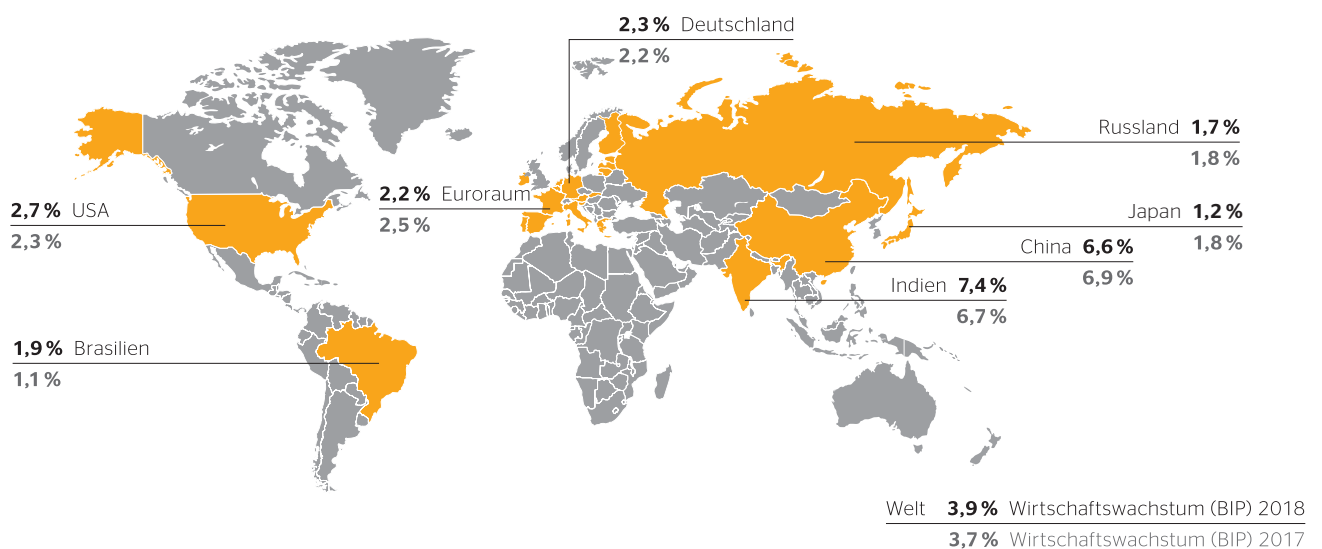 2,3 % Deutschland
2,2 %
Russland 1,7 %
1,8 %
2,2 % Euroraum
2,5 %
2,7 % USA
2,3 %
Japan 1,2 %
1,8 %
China 6,6 %
6,9 %
Indien 7,4 %
6,7 %
1,9 % Brasilien
1,1 %
Welt 3,9 % Wirtschaftswachstum (BIP) 2018
3,7 % Wirtschaftswachstum (BIP) 2017